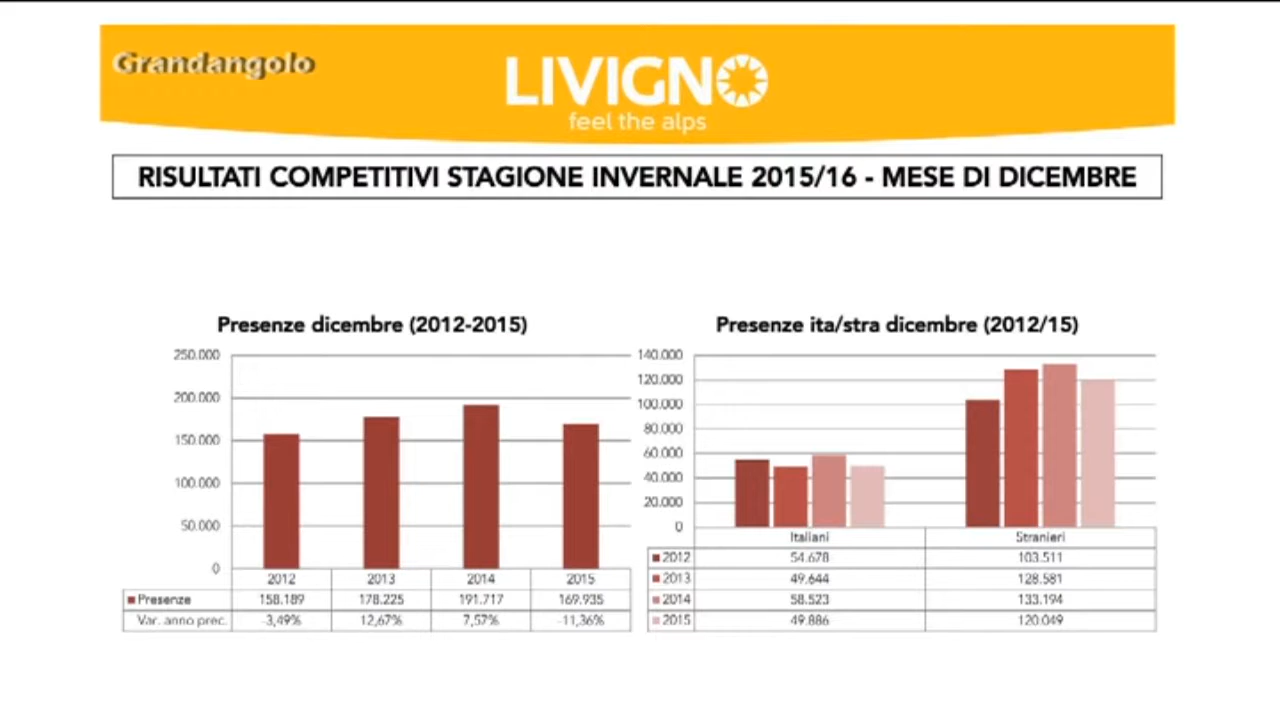 Grandangolo
LIVIGNO
feel the alps
RISULTATI COMPETITIVI STAGIONE INVERNALE 2015/16 - MESE DI DICEMBRE
Presenze dicembre (2012-2015)
250.000
200.000
150.000
100.000
50.000
0
2012 2013 2014 2015
Presenze 158.189 178.225 191.717 169.935
Var. anno prec. -3,49% 12,67% 7,57% -11,36%
Presenze ita/stra dicembre (2012/15)
140.000
120.000
100.000
80.000
60.000
40.000
20.000
0
Italiani Stranieri
2012 54.678 103.511
2013 49.644 128.581
2014 58.523 133.194
2015 49.886 120.049